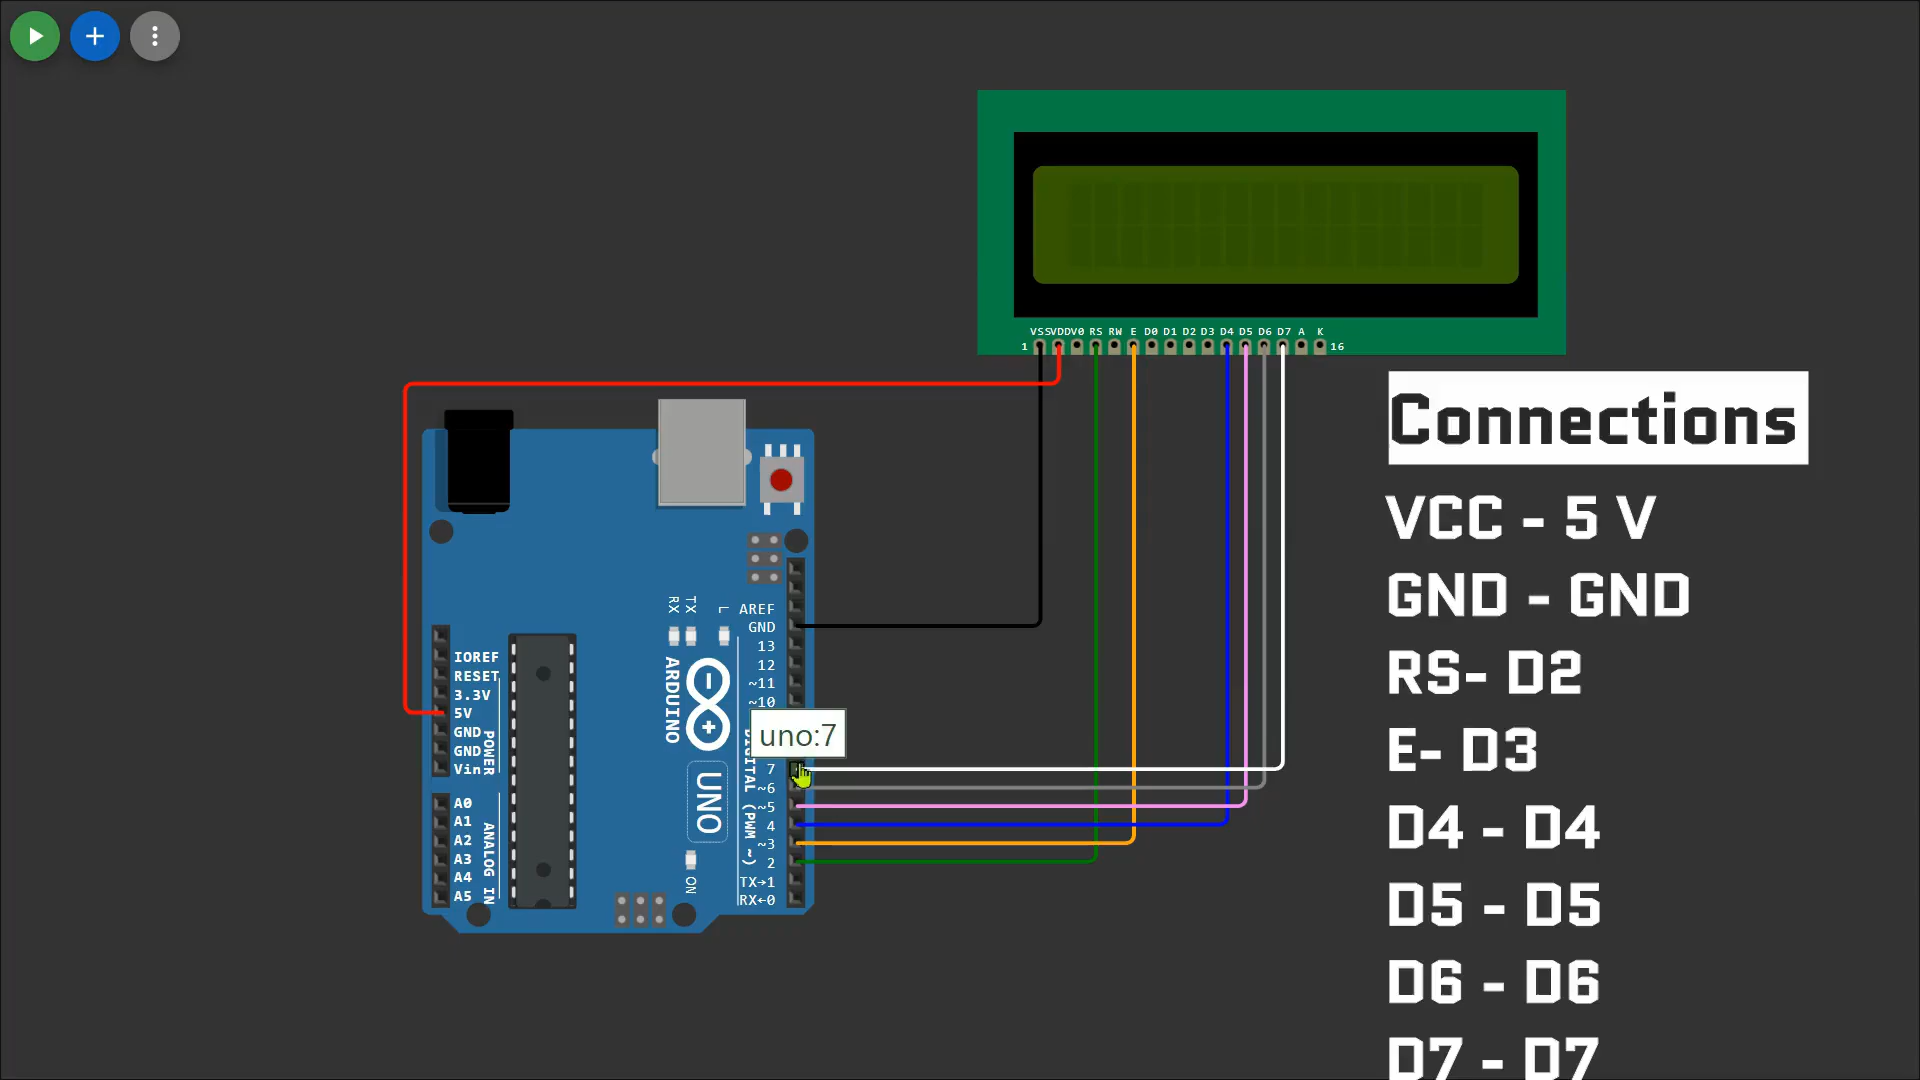 VSS VDD V0 RS RW E D0 D1 D2 D3 D4 D5 D6 D7 A K
1 16
Connections
VCC - 5 V
GND - GND
RS- D2
E- D3
D4 - D4
D5 - D5
D6 - D6
D7 - D7
RX TX L
AREF
GND
13
12
~11
~10
uno:7
7
~6
~5
4
~3
2
TX→1
RX←0
DIGITAL (PWM ~)
ARDUINO
UNO
ON
IOREF
RESET
3.3V
5V
GND
GND
Vin
POWER
A0
A1
A2
A3
A4
A5
ANALOG IN